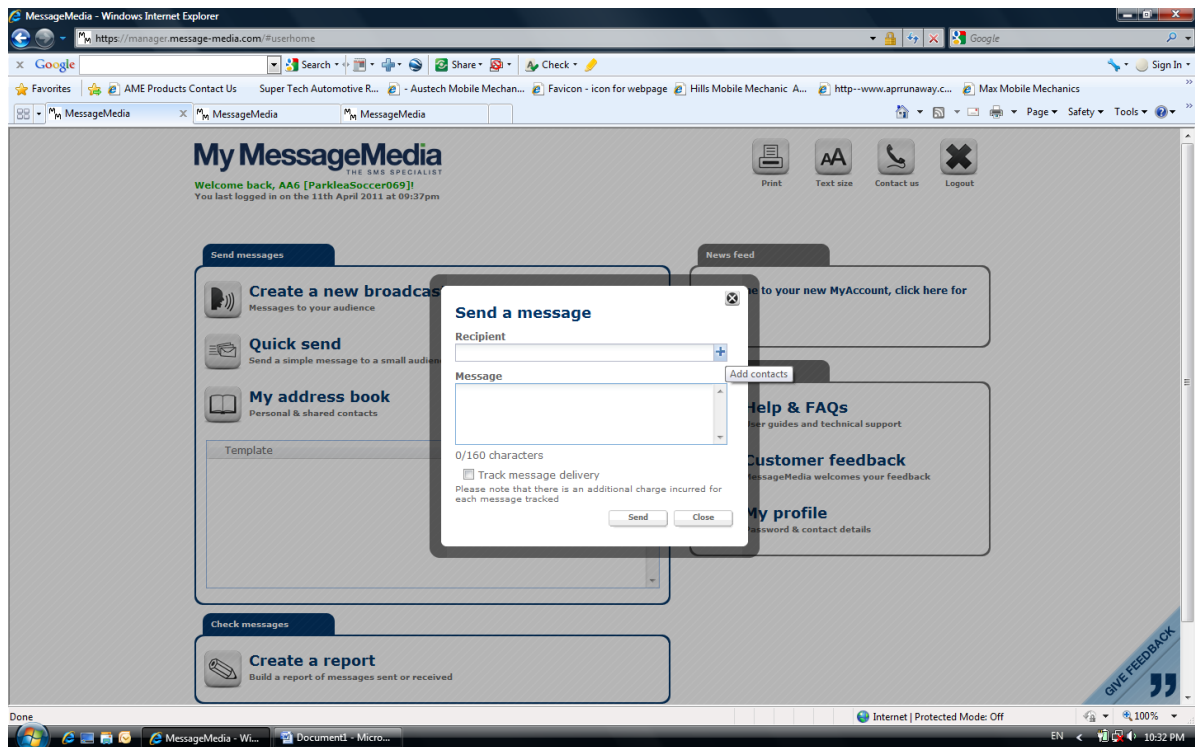 MessageMedia - Windows Internet Explorer
https://manager.message-media.com/#userhome
Google
x Google Search Share Check Sign In
Favorites AME Products Contact Us Super Tech Automotive R... - Austech Mobile Mechan... Favicon - icon for webpage Hills Mobile Mechanic A... http--www.aprrunaway.c... Max Mobile Mechanics
MessageMedia x MessageMedia MessageMedia Page Safety Tools
My MessageMedia
THE SMS SPECIALIST
Welcome back, AA6 [ParkleaSoccer069]!
You last logged in on the 11th April 2011 at 09:37pm
Print Text size Contact us Logout
Send messages
Create a new broadcas
Messages to your audience
Quick send
Send a simple message to a small audien
My address book
Personal & shared contacts
Template
Send a message
Recipient
Add contacts
Message
0/160 characters
Track message delivery
Please note that there is an additional charge incurred for
each message tracked
Send Close
News feed
e to your new MyAccount, click here for
Help & FAQs
User guides and technical support
Customer feedback
MessageMedia welcomes your feedback
My profile
Password & contact details
Check messages
Create a report
Build a report of messages sent or received
GIVE FEEDBACK
Done Internet | Protected Mode: Off 100%
MessageMedia - Wi... Document1 - Micro... EN 10:32 PM